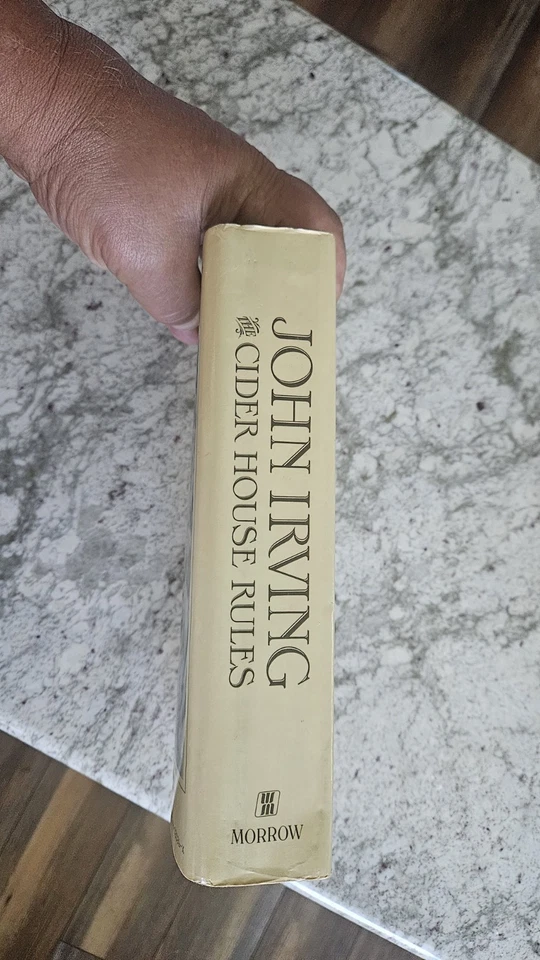 JOHN IRVING
THE CIDER HOUSE RULES
MORROW